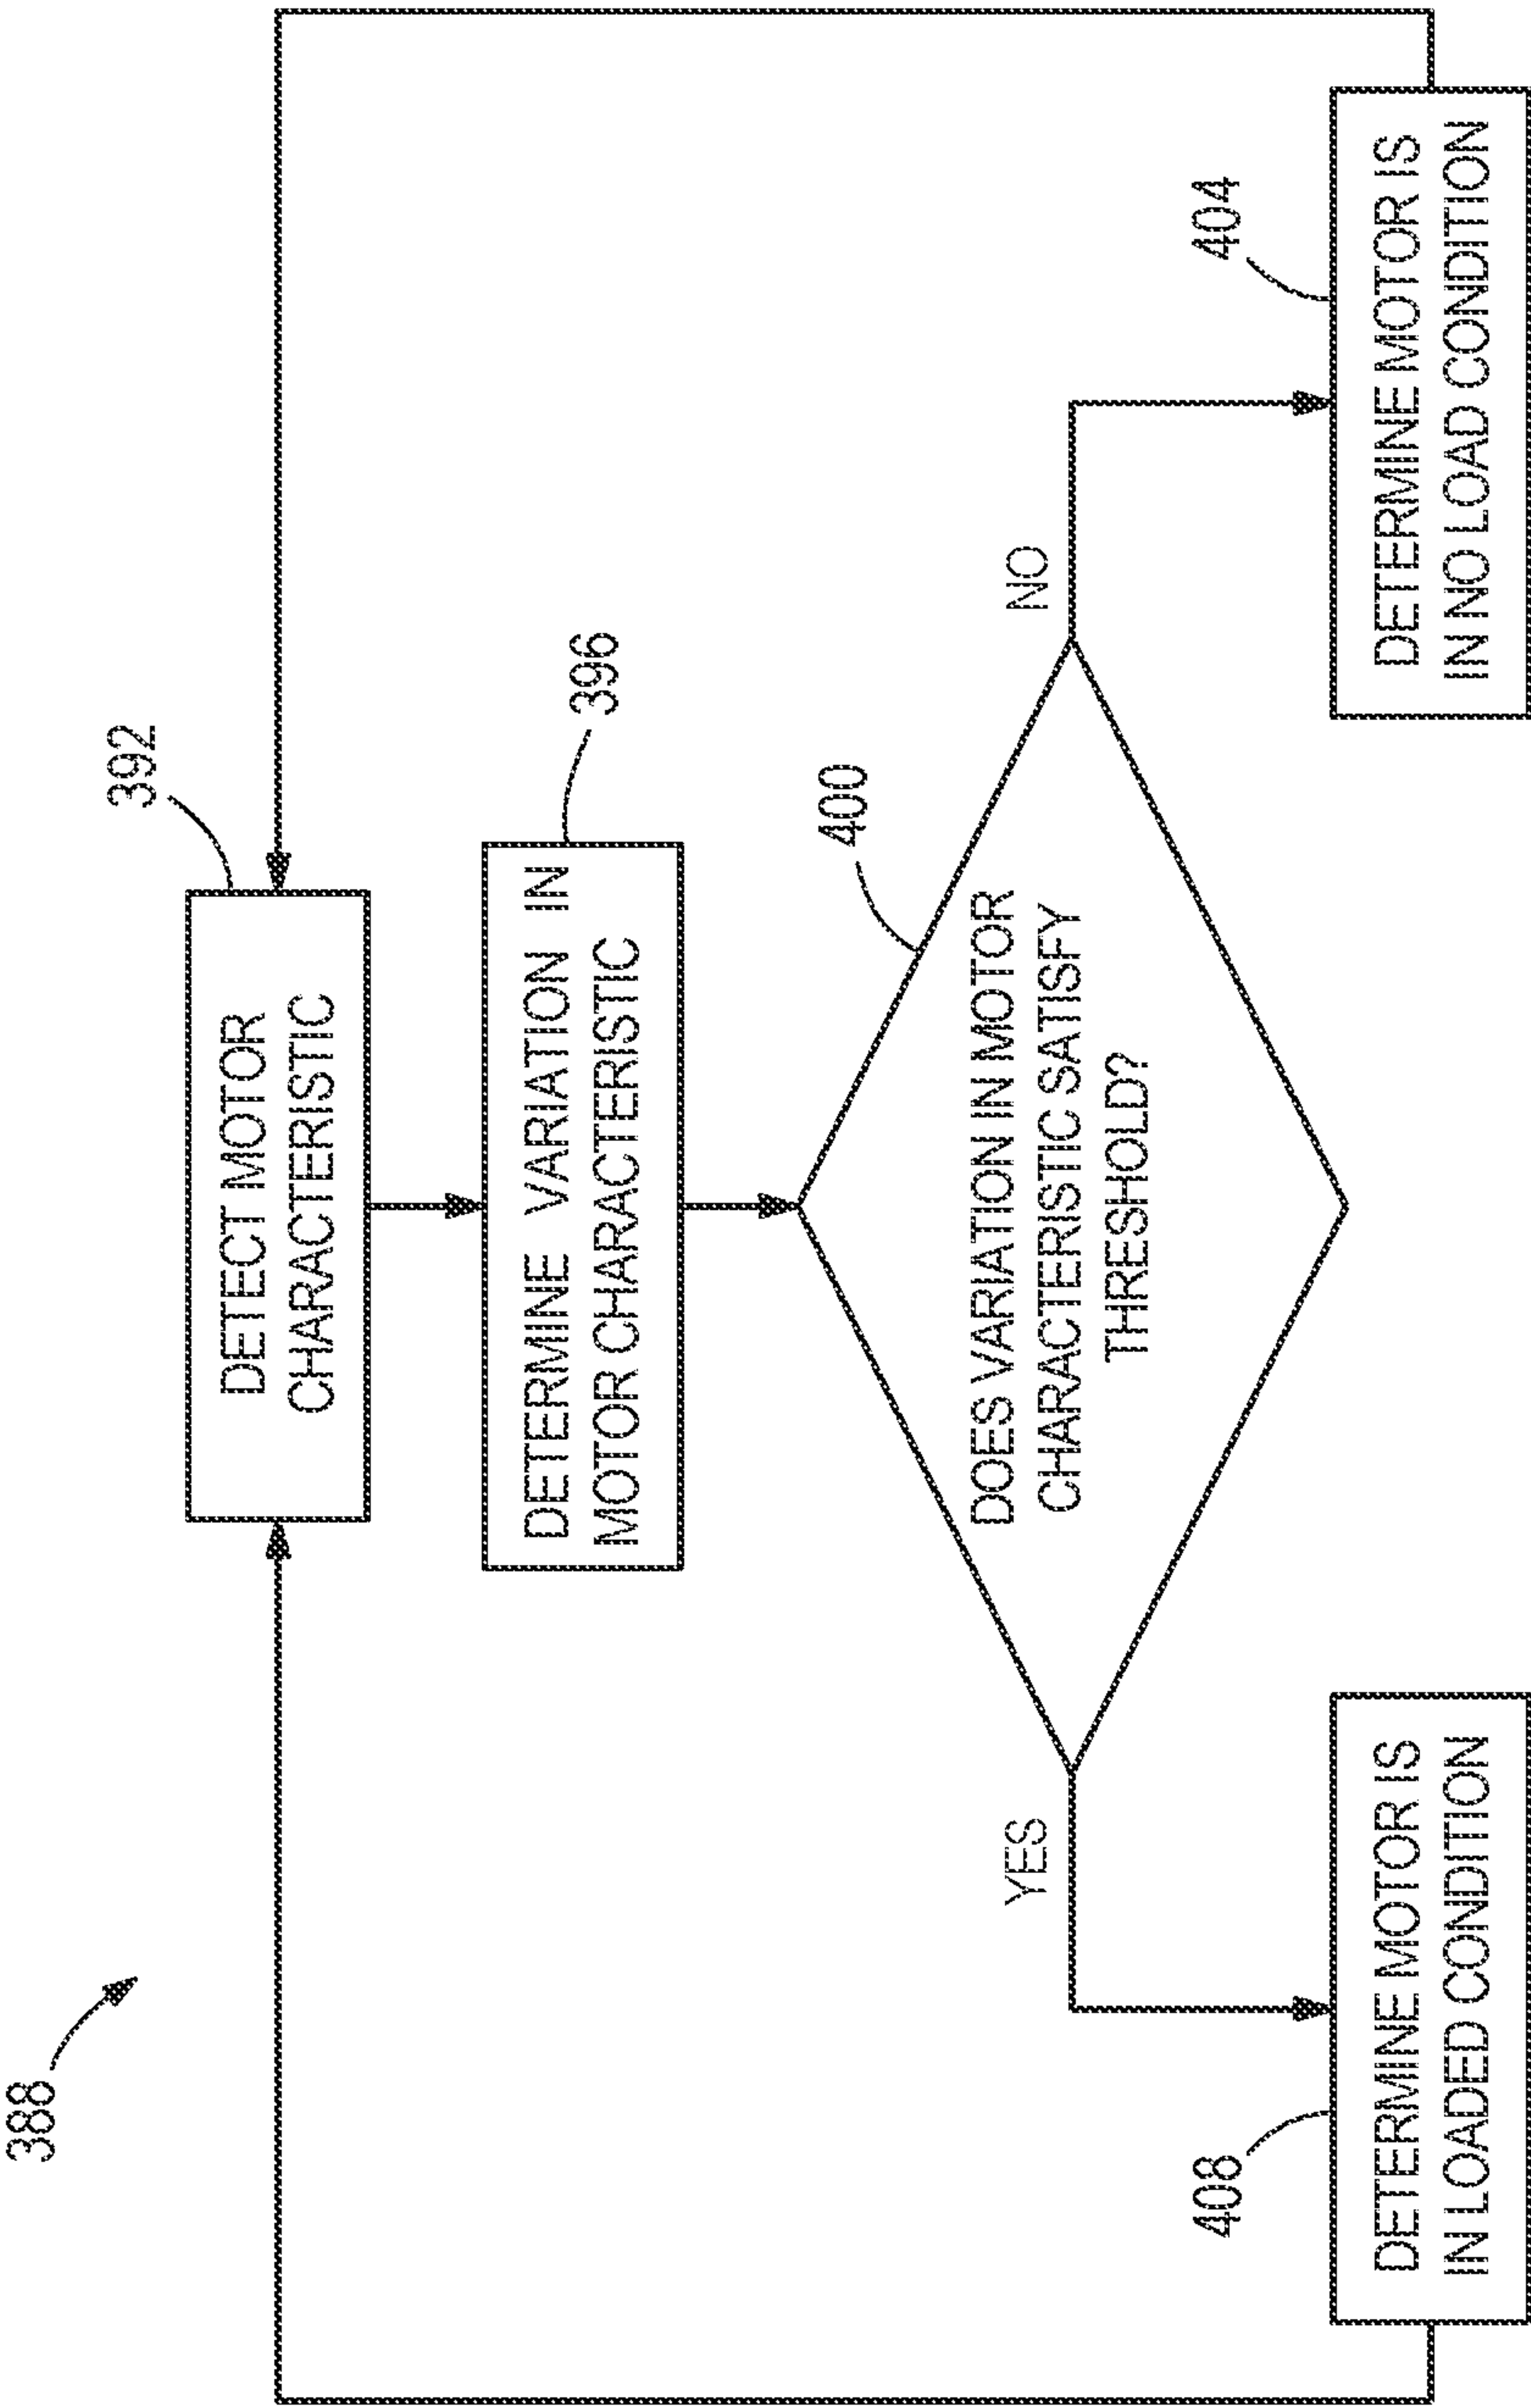 388
392
DETECT MOTOR
CHARACTERISTIC
396
DETERMINE VARIATION IN
MOTOR CHARACTERISTIC
400
DOES VARIATION IN MOTOR
CHARACTERISTIC SATISFY
THRESHOLD?
YES
NO
408
DETERMINE MOTOR IS
IN LOADED CONDITION
404
DETERMINE MOTOR IS
IN NO LOAD CONDITION